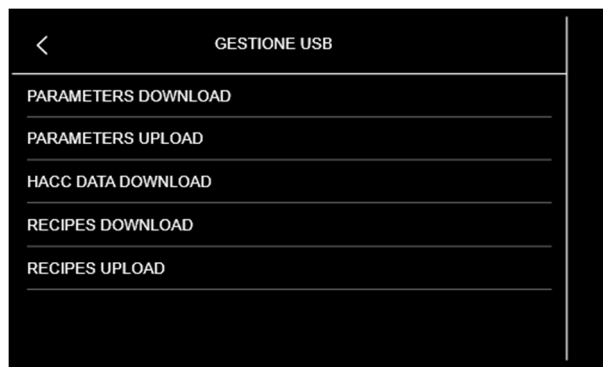 GESTIONE USB
PARAMETERS DOWNLOAD
PARAMETERS UPLOAD
HACC DATA DOWNLOAD
RECIPES DOWNLOAD
RECIPES UPLOAD